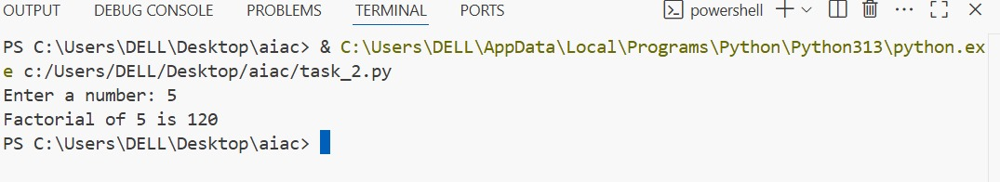 OUTPUT DEBUG CONSOLE PROBLEMS TERMINAL PORTS powershell
PS C:\Users\DELL\Desktop\aiac> & C:\Users\DELL\AppData\Local\Programs\Python\Python313\python.ex
e c:/Users/DELL/Desktop/aiac/task_2.py
Enter a number: 5
Factorial of 5 is 120
PS C:\Users\DELL\Desktop\aiac>